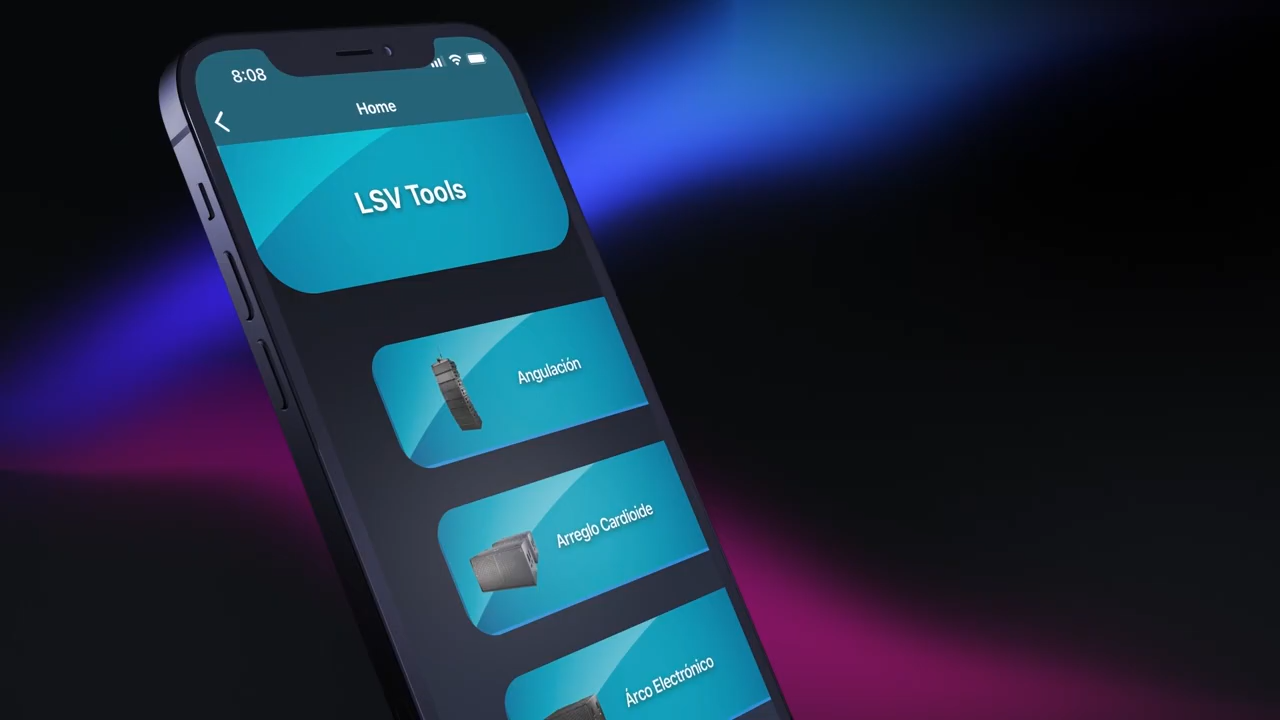 8:08
Home
LSV Tools
Angulación
Arreglo Cardioide
Árco Electrónico